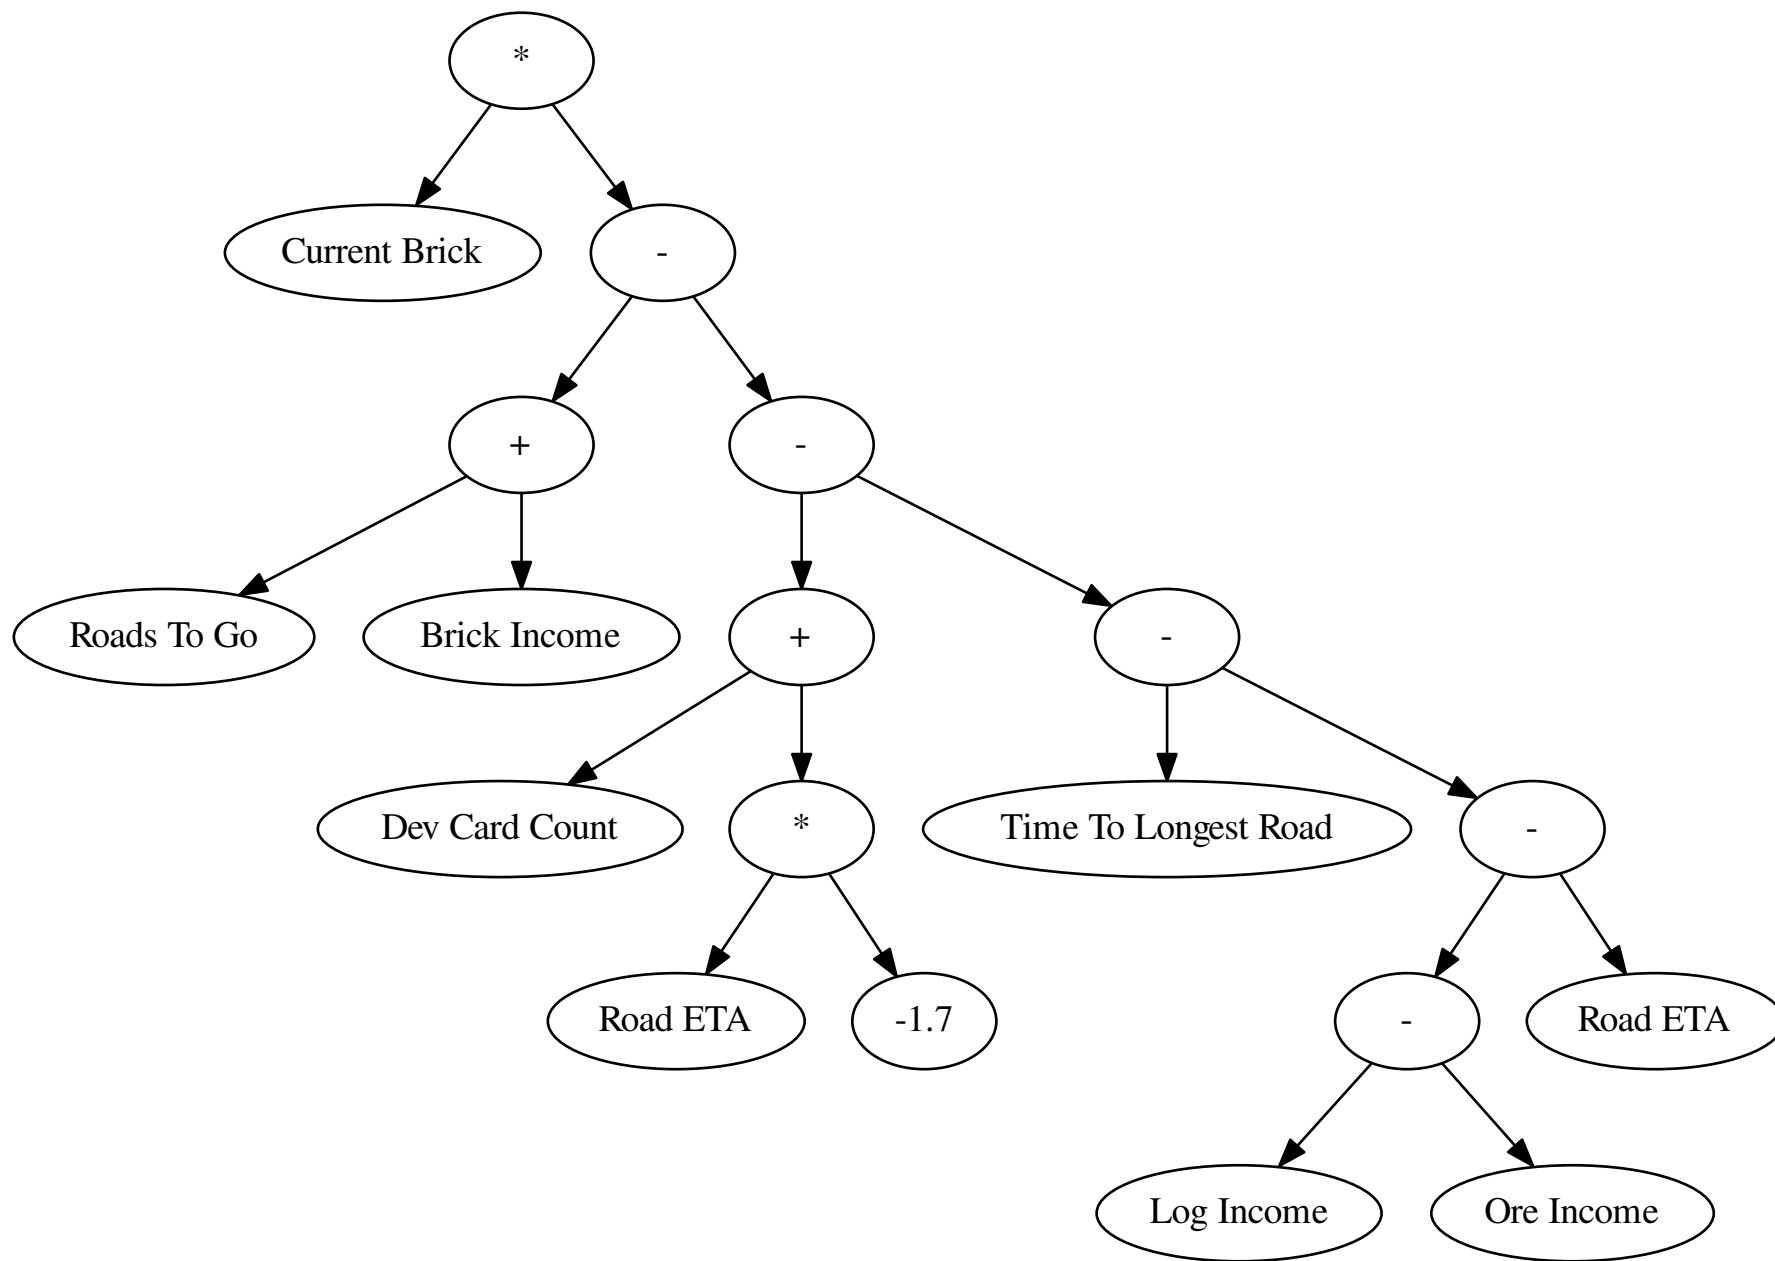 *
Current Brick
-
+
-
Roads To Go
Brick Income
+
-
Dev Card Count
*
Time To Longest Road
-
Road ETA
-1.7
-
Road ETA
Log Income
Ore Income